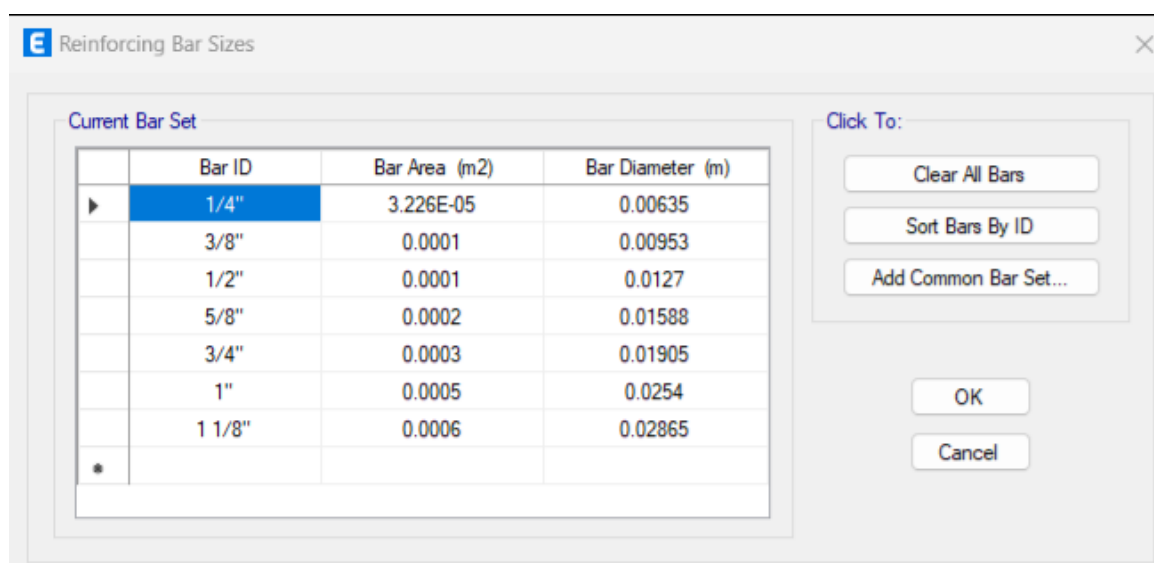 E Reinforcing Bar Sizes
Current Bar Set
Bar ID Bar Area (m2) Bar Diameter (m)
1/4" 3.226E-05 0.00635
3/8" 0.0001 0.00953
1/2" 0.0001 0.0127
5/8" 0.0002 0.01588
3/4" 0.0003 0.01905
1" 0.0005 0.0254
1 1/8" 0.0006 0.02865
Click To:
Clear All Bars
Sort Bars By ID
Add Common Bar Set...
OK
Cancel